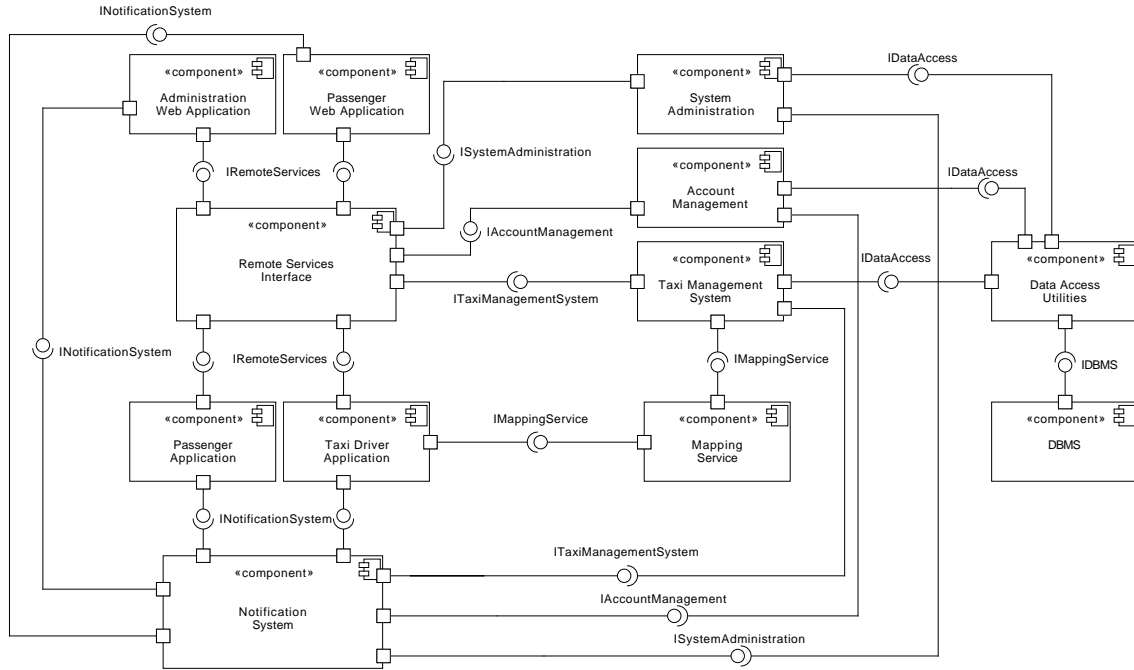 INotificationSystem
«component»
Administration
Web Application
«component»
Passenger
Web Application
«component»
System
Administration
IDataAccess
IRemoteServices
ISystemAdministration
«component»
Account
Management
IDataAccess
«component»
Remote Services
Interface
IAccountManagement
ITaxiManagementSystem
«component»
Taxi Management
System
IDataAccess
«component»
Data Access
Utilities
INotificationSystem
IRemoteServices
IMappingService
IDBMS
«component»
Passenger
Application
«component»
Taxi Driver
Application
IMappingService
«component»
Mapping
Service
«component»
DBMS
INotificationSystem
«component»
Notification
System
ITaxiManagementSystem
IAccountManagement
ISystemAdministration